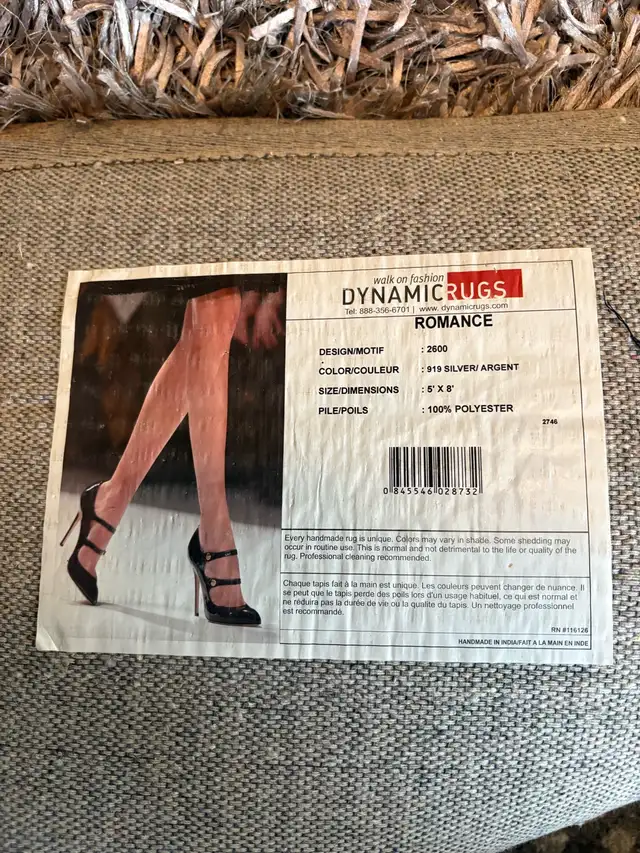 walk on fashion
DYNAMICRUGS
Tel: 888-356-6701 | www. dynamicrugs.com
ROMANCE
DESIGN/MOTIF : 2600
COLOR/COULEUR : 919 SILVER/ ARGENT
SIZE/DIMENSIONS : 5' X 8'
PILE/POILS : 100% POLYESTER
2746
0 845546 028732
Every handmade rug is unique. Colors may vary in shade. Some shedding may
occur in routine use. This is normal and not detrimental to the life or quality of the
rug. Professional cleaning recommended.
Chaque tapis fait à la main est unique. Les couleurs peuvent changer de nuance. Il
se peut que le tapis perde des poils lors d'un usage habituel, ce qui est normal et
ne réduira pas la durée de vie ou la qualite du tapis. Un nettoyage professionnel
est recommandé.
RN #116126
HANDMADE IN INDIA/FAIT A LA MAIN EN INDE